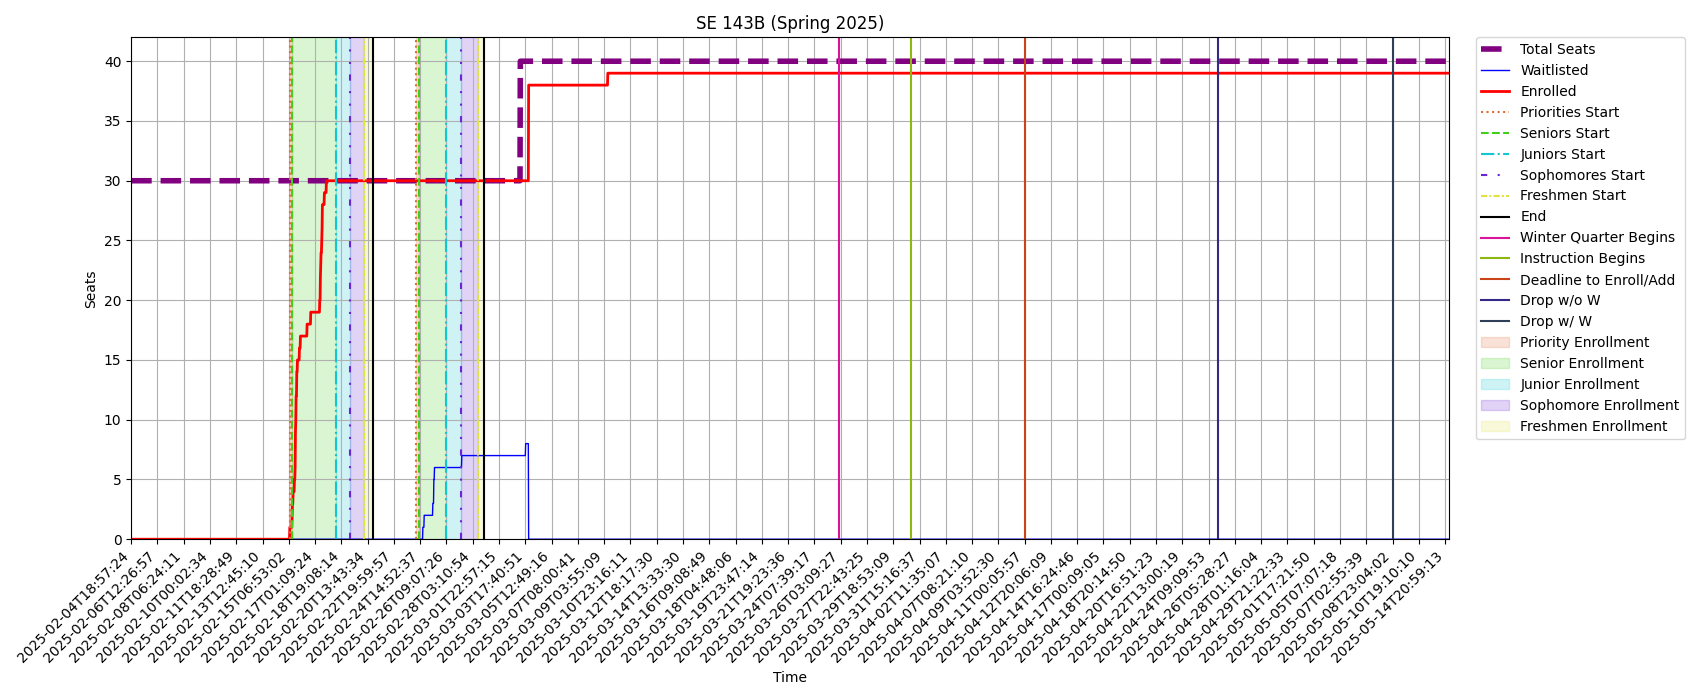 SE 143B (Spring 2025)
Seats
40
35
30
25
20
15
10
5
0
2025-02-04T18:57:24
2025-02-06T12:26:57
2025-02-08T06:24:11
2025-02-10T00:02:34
2025-02-11T18:28:49
2025-02-13T12:45:10
2025-02-15T06:53:02
2025-02-17T01:09:24
2025-02-18T19:08:14
2025-02-20T13:43:34
2025-02-22T19:59:57
2025-02-24T14:52:37
2025-02-26T09:07:26
2025-02-28T03:10:54
2025-03-01T22:57:15
2025-03-03T17:40:51
2025-03-05T12:49:16
2025-03-07T08:00:41
2025-03-09T03:55:09
2025-03-10T23:16:11
2025-03-12T18:17:30
2025-03-14T13:33:30
2025-03-16T09:08:49
2025-03-18T04:48:06
2025-03-19T23:47:14
2025-03-21T19:23:36
2025-03-24T07:39:17
2025-03-26T03:09:27
2025-03-27T22:43:25
2025-03-29T18:53:09
2025-03-31T15:16:37
2025-04-02T11:35:07
2025-04-07T08:21:10
2025-04-09T03:52:30
2025-04-11T00:05:57
2025-04-12T20:06:09
2025-04-14T16:24:46
2025-04-17T00:09:05
2025-04-18T20:14:50
2025-04-20T16:51:23
2025-04-22T13:00:19
2025-04-24T09:09:53
2025-04-26T05:28:27
2025-04-28T01:16:04
2025-04-29T21:22:33
2025-05-01T17:21:50
2025-05-05T07:07:18
2025-05-07T02:55:39
2025-05-08T23:04:02
2025-05-10T19:10:10
2025-05-14T20:59:13
Time
Total Seats
Waitlisted
Enrolled
Priorities Start
Seniors Start
Juniors Start
Sophomores Start
Freshmen Start
End
Winter Quarter Begins
Instruction Begins
Deadline to Enroll/Add
Drop w/o W
Drop w/ W
Priority Enrollment
Senior Enrollment
Junior Enrollment
Sophomore Enrollment
Freshmen Enrollment